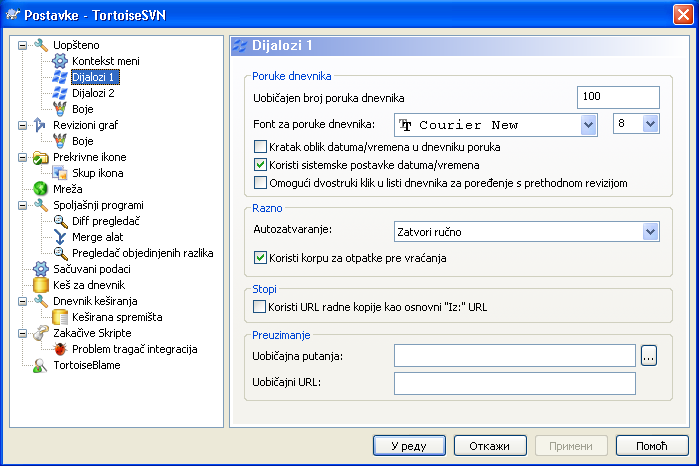 Postavke - TortoiseSVN
Uopšteno
Kontekst meni
Dijalozi 1
Dijalozi 2
Boje
Revizioni graf
Boje
Prekrivne ikone
Skup ikona
Mreža
Spoljašnji programi
Diff pregledač
Merge alat
Pregledač objedinjenih razlika
Sačuvani podaci
Keš za dnevnik
Dnevnik keširanja
Keširana spremišta
Zakačive Skripte
Problem tragač integracija
TortoiseBlame
Dijalozi 1
Poruke dnevnika
Uobičajen broj poruka dnevnika
100
Font za poruke dnevnika:
Courier New
8
Kratak oblik datuma/vremena u dnevniku poruka
Koristi sistemske postavke datuma/vremena
Omogući dvostruki klik u listi dnevnika za poređenje s prethodnom revizijom
Razno
Autozatvaranje:
Zatvori ručno
Koristi korpu za otpatke pre vraćanja
Stopi
Koristi URL radne kopije kao osnovni "Iz:" URL
Preuzimanje
Uobičajna putanja:
...
Uobičajni URL:
У реду
Откажи
Примени
Помоћ